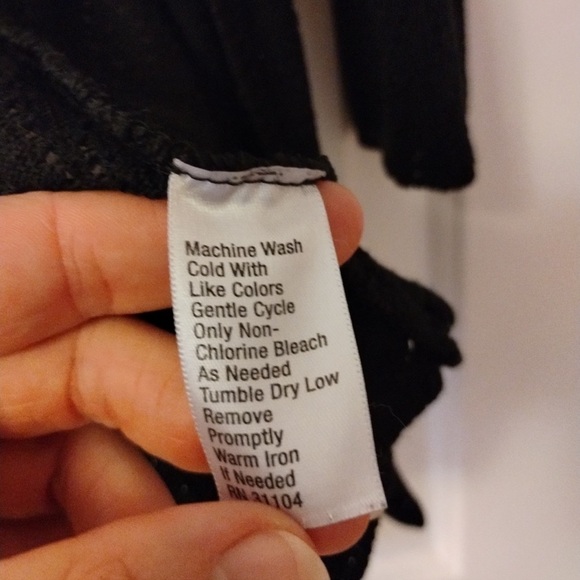 Machine Wash
Cold With
Like Colors
Gentle Cycle
Only Non-
Chlorine Bleach
As Needed
Tumble Dry Low
Remove
Promptly
Warm Iron
If Needed
RN 31104